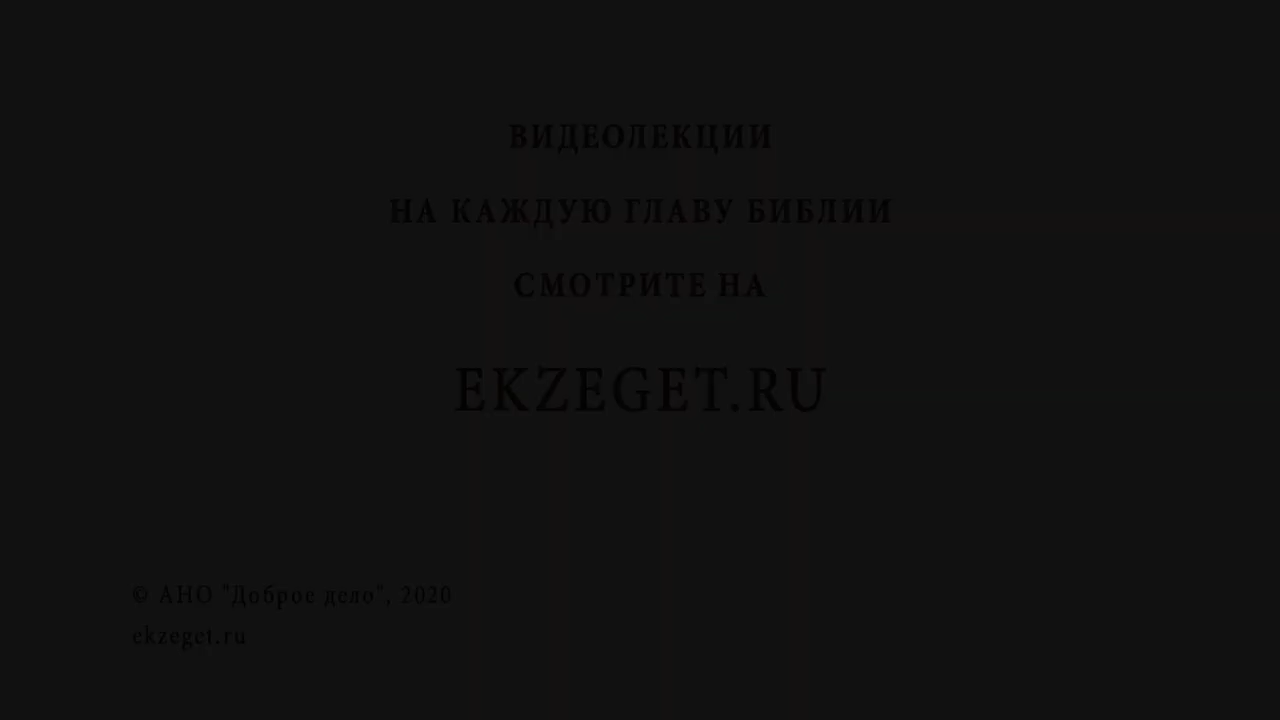 ВИДЕОЛЕКЦИИ
НА КАЖДУЮ ГЛАВУ БИБЛИИ
СМОТРИТЕ НА
EKZEGET.RU
© АНО "Доброе дело", 2020
ekzeget.ru